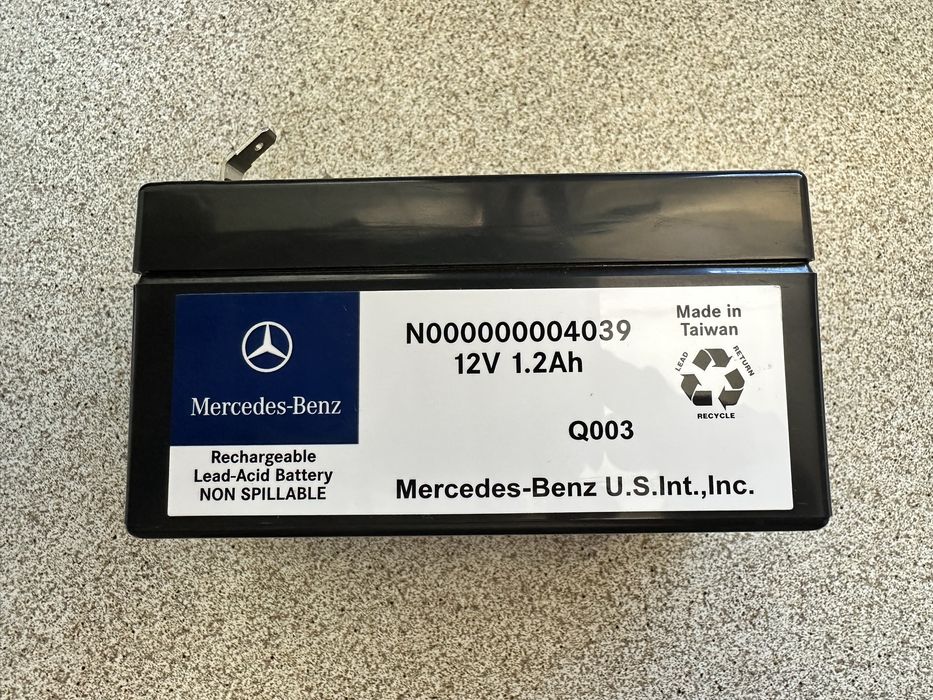 Mercedes-Benz
Rechargeable
Lead-Acid Battery
NON SPILLABLE
N000000004039
12V 1.2Ah
Q003
Mercedes-Benz U.S.Int.,Inc.
Made in
Taiwan
LEAD
RETURN
RECYCLE